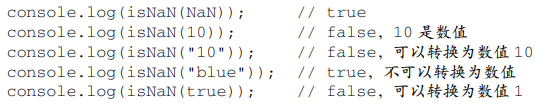 console.log(isNaN(NaN)); // true
console.log(isNaN(10)); // false，10 是数值
console.log(isNaN("10")); // false，可以转换为数值 10
console.log(isNaN("blue")); // true，不可以转换为数值
console.log(isNaN(true)); // false，可以转换为数值 1